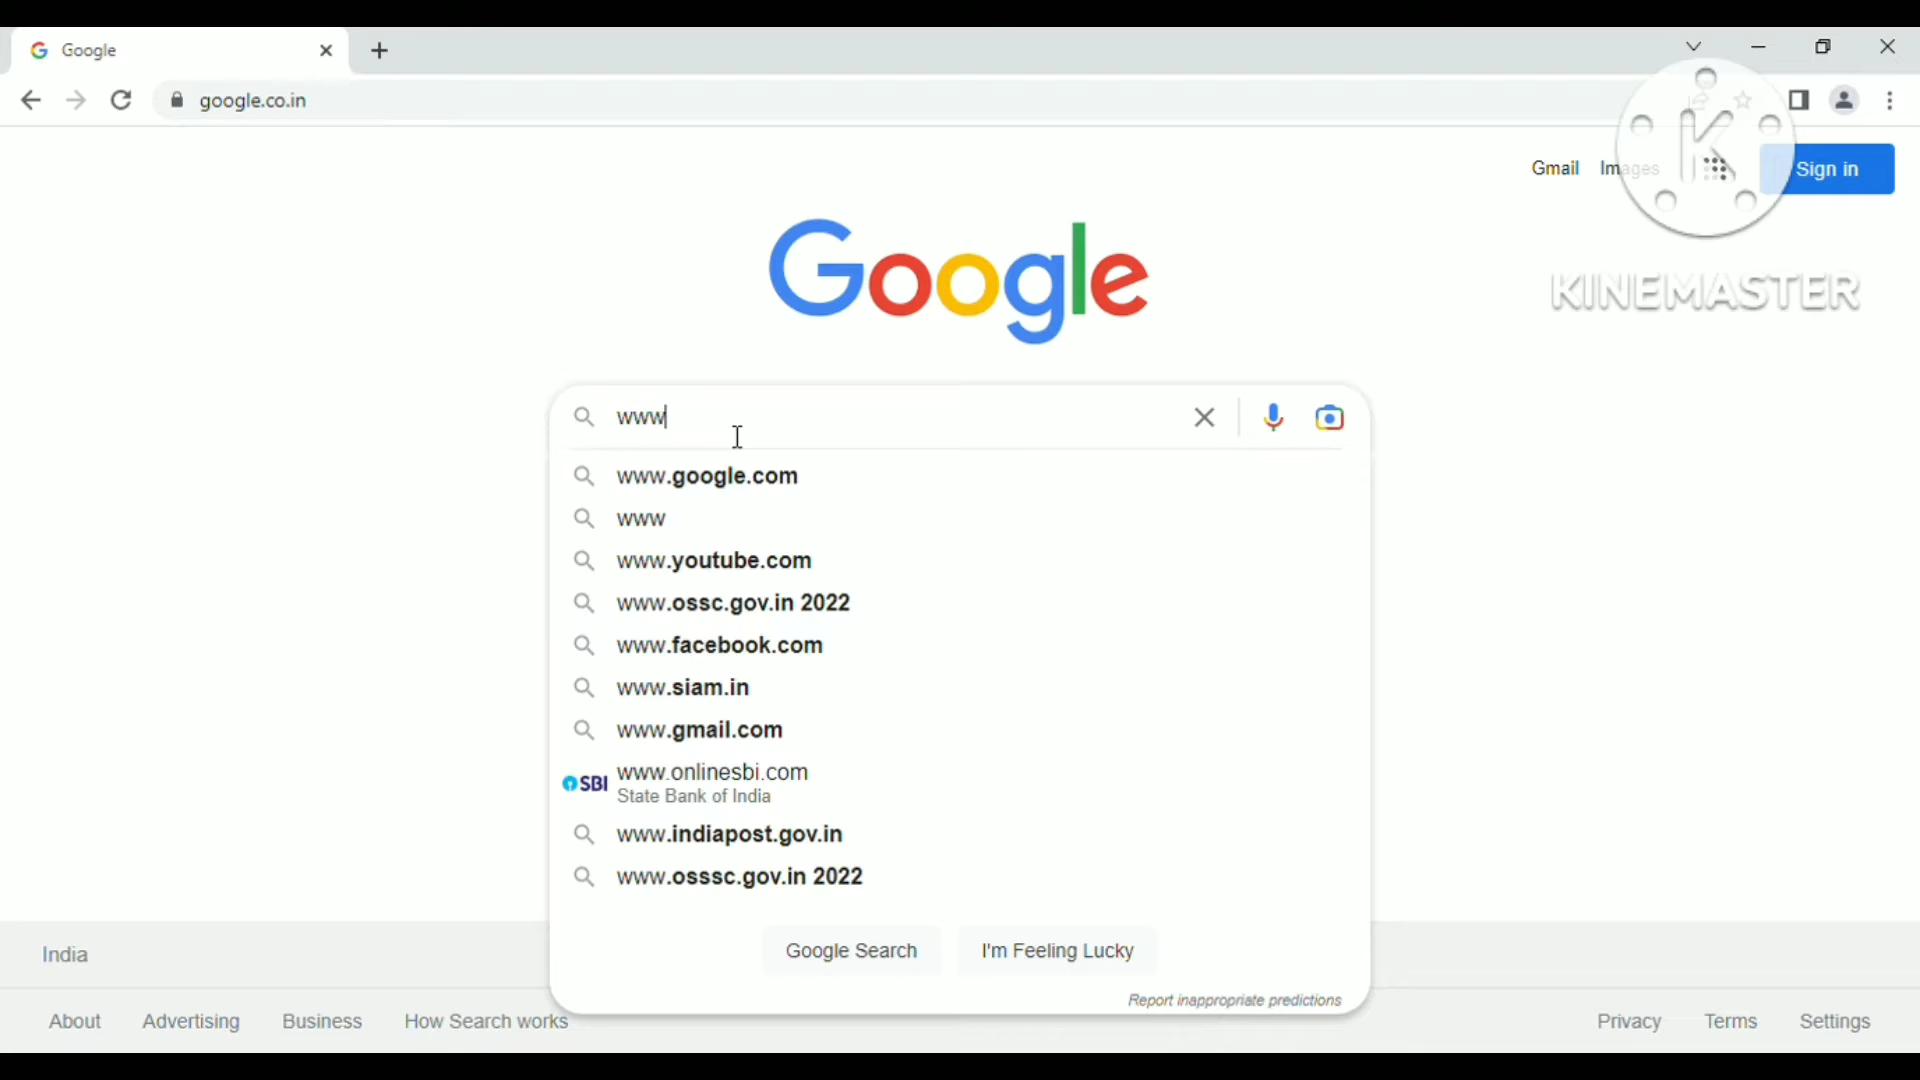 Google
google.co.in
Gmail Images
Sign in
K
KINEMASTER
Google
www
www.google.com
www
www.youtube.com
www.ossc.gov.in 2022
www.facebook.com
www.siam.in
www.gmail.com
SBI www.onlinesbi.com
State Bank of India
www.indiapost.gov.in
www.osssc.gov.in 2022
Google Search I'm Feeling Lucky
Report inappropriate predictions
India
About Advertising Business How Search works Privacy Terms Settings